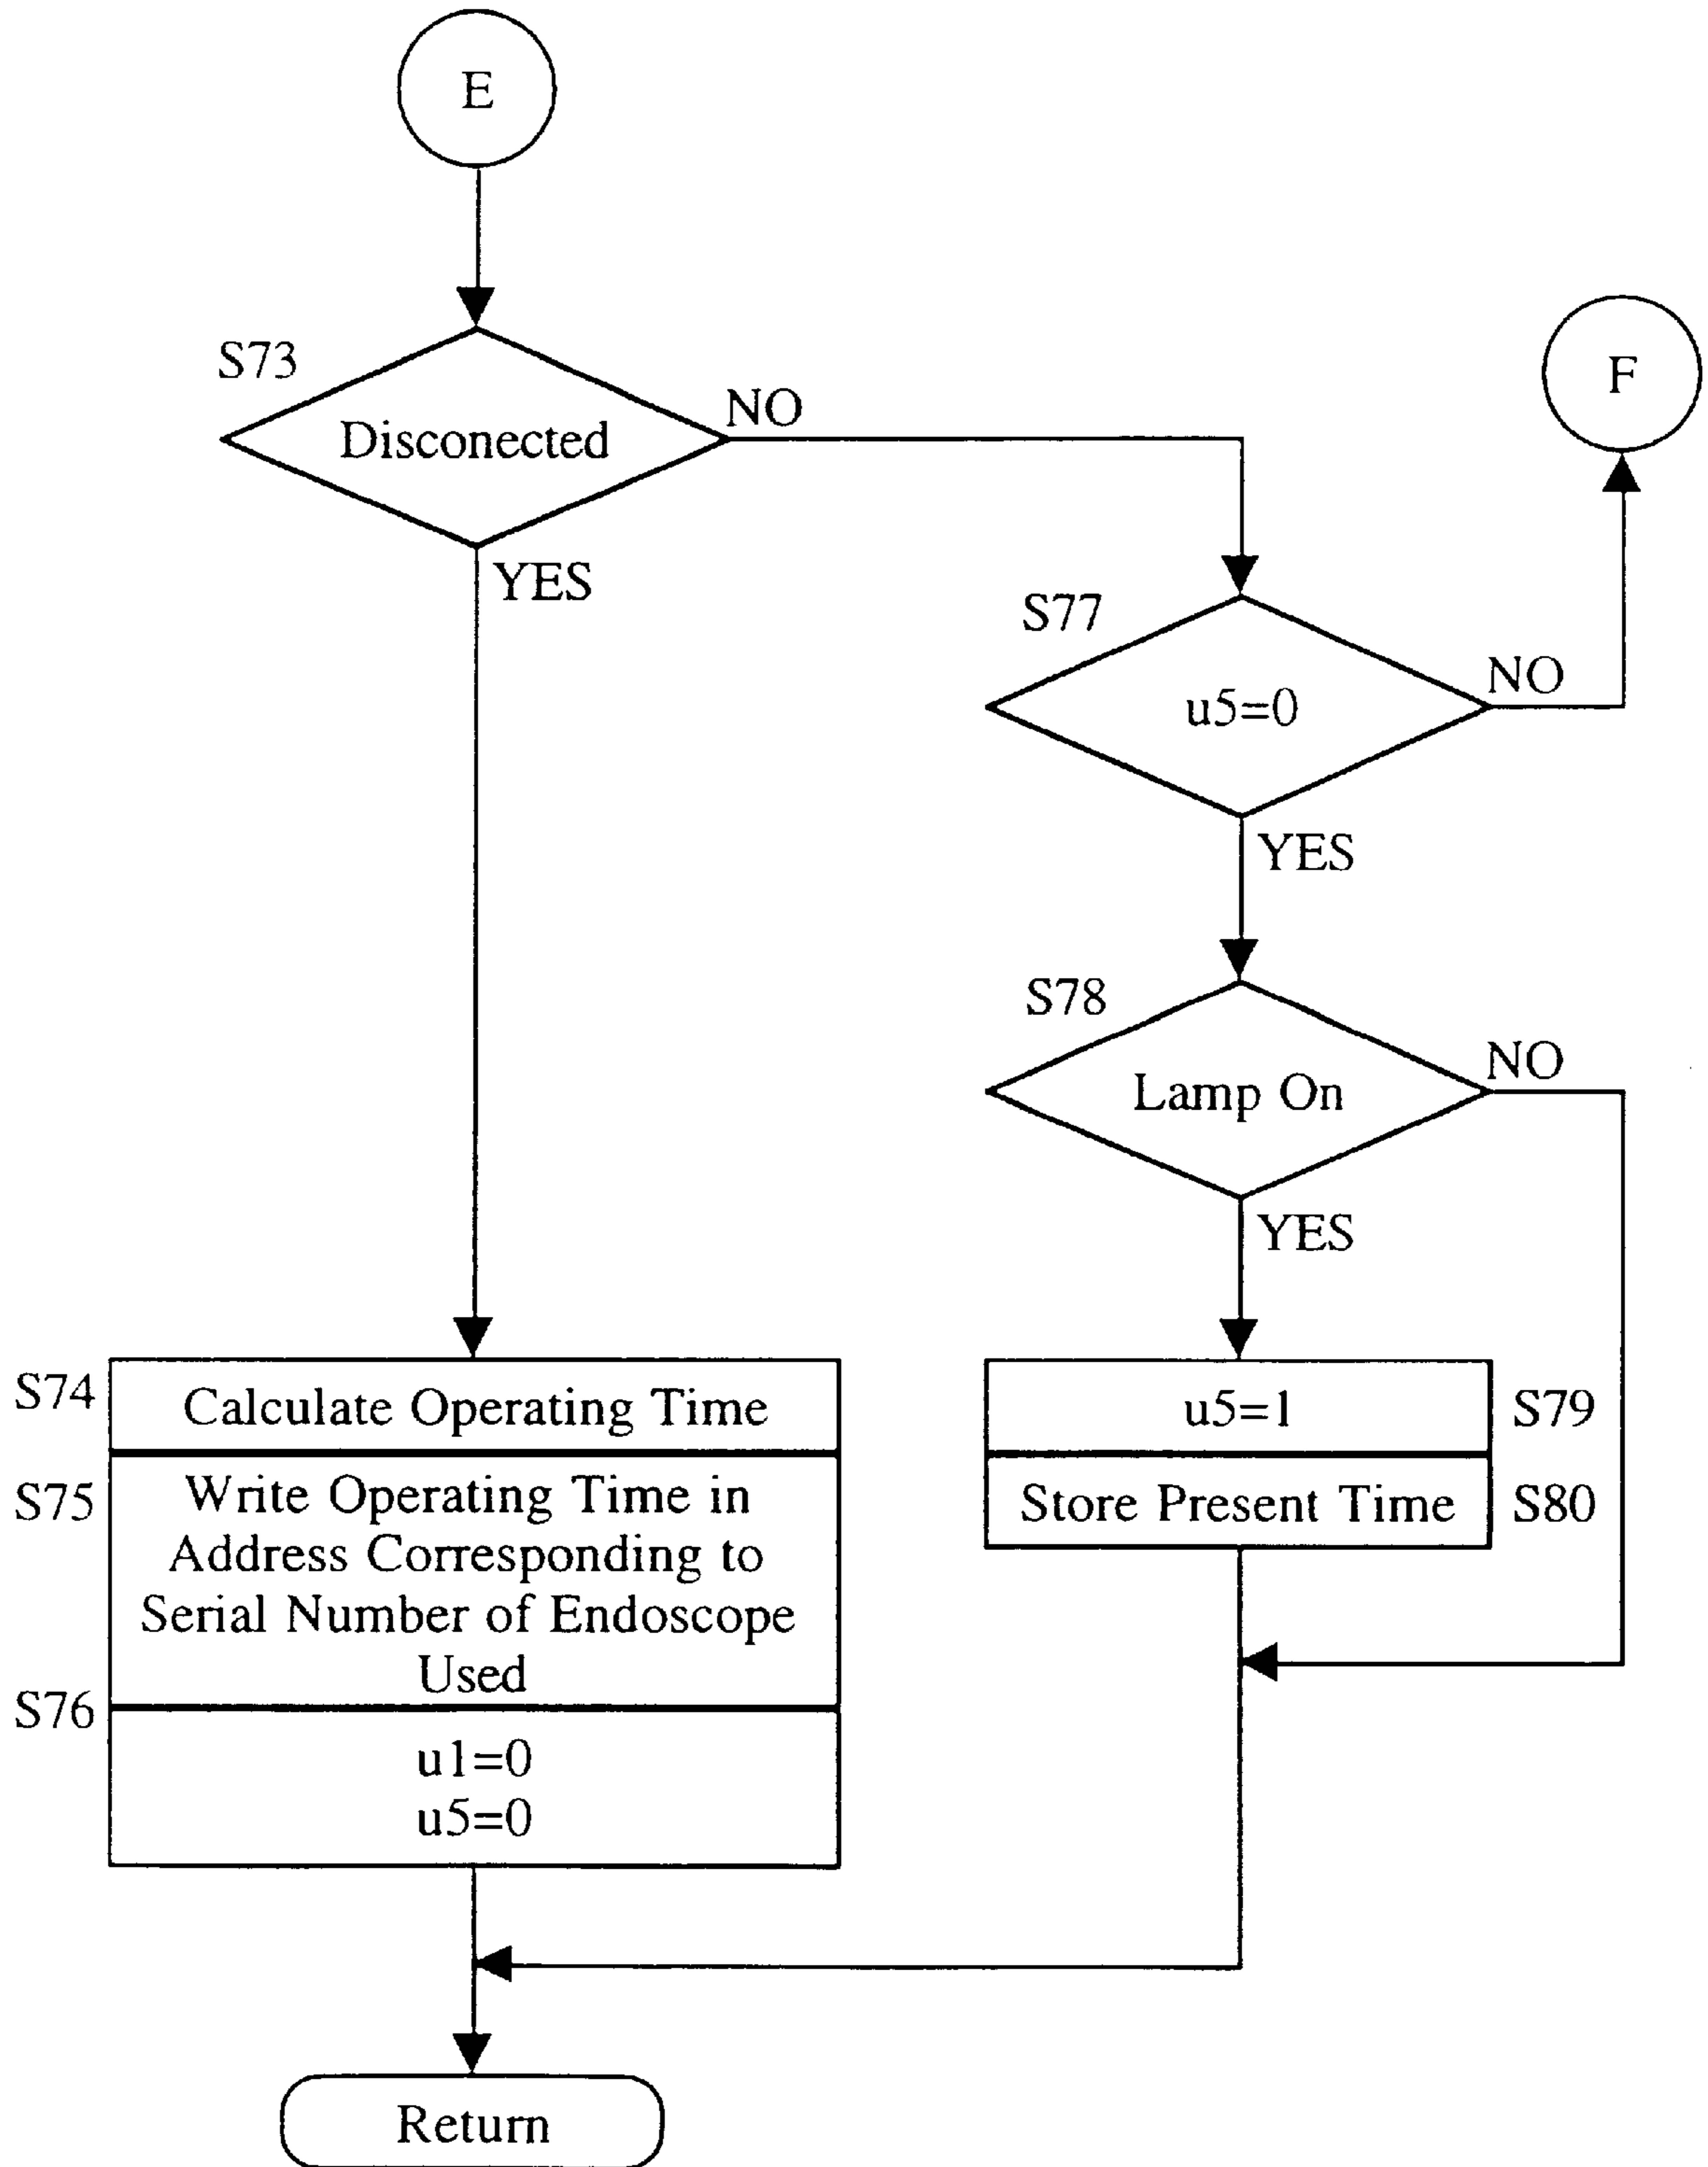 E
S73
Disconected
NO
YES
F
S77
u5=0
NO
YES
S78
Lamp On
NO
YES
S74
Calculate Operating Time
S75
Write Operating Time in
Address Corresponding to
Serial Number of Endoscope
Used
S76
u1=0
u5=0
u5=1
S79
Store Present Time
S80
Return